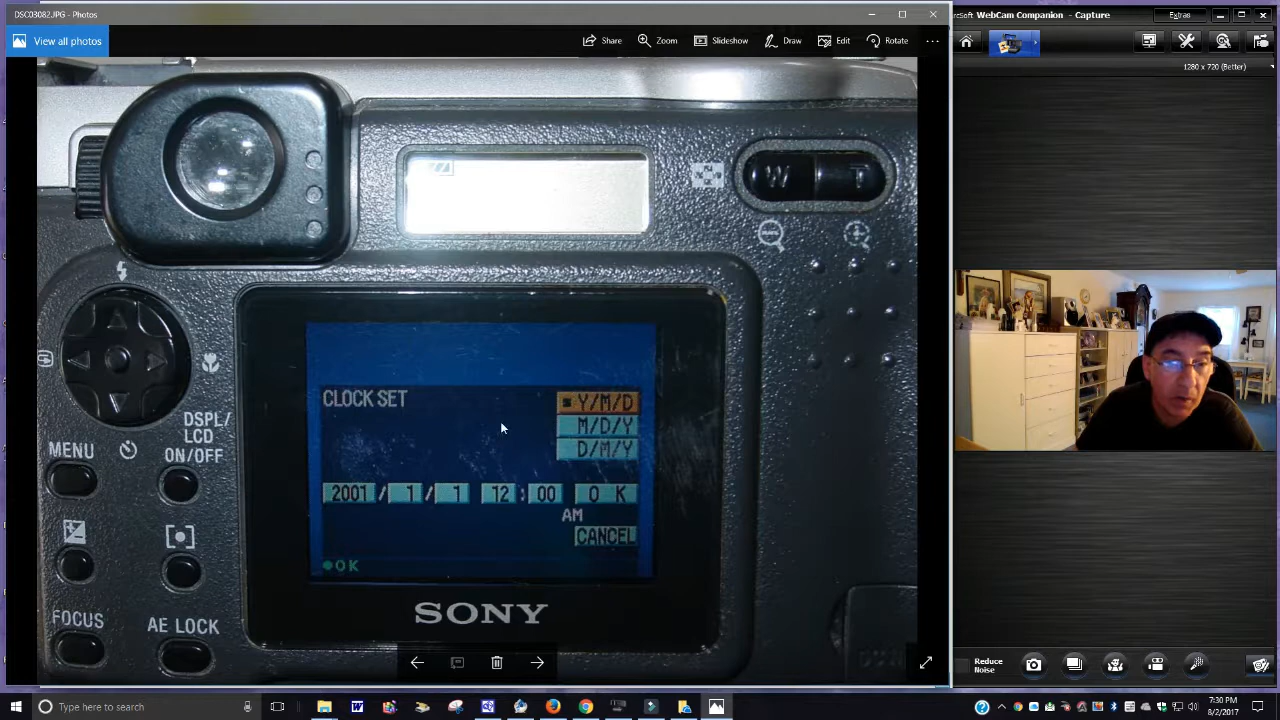 DSC03082.JPG - Photos
View all photos
Share
Zoom
Slideshow
Draw
Edit
Rotate
WebCam Companion - Capture
Extras
1280 x 720 (Better)
W
T
DSPL/
LCD
ON/OFF
MENU
FOCUS
AE LOCK
CLOCK SET
Y/M/D
M/D/Y
D/M/Y
2001 / 1 / 1 12 : 00 OK
AM
CANCEL
OK
SONY
Reduce
Noise
Type here to search
7:30 PM
8/2/2017